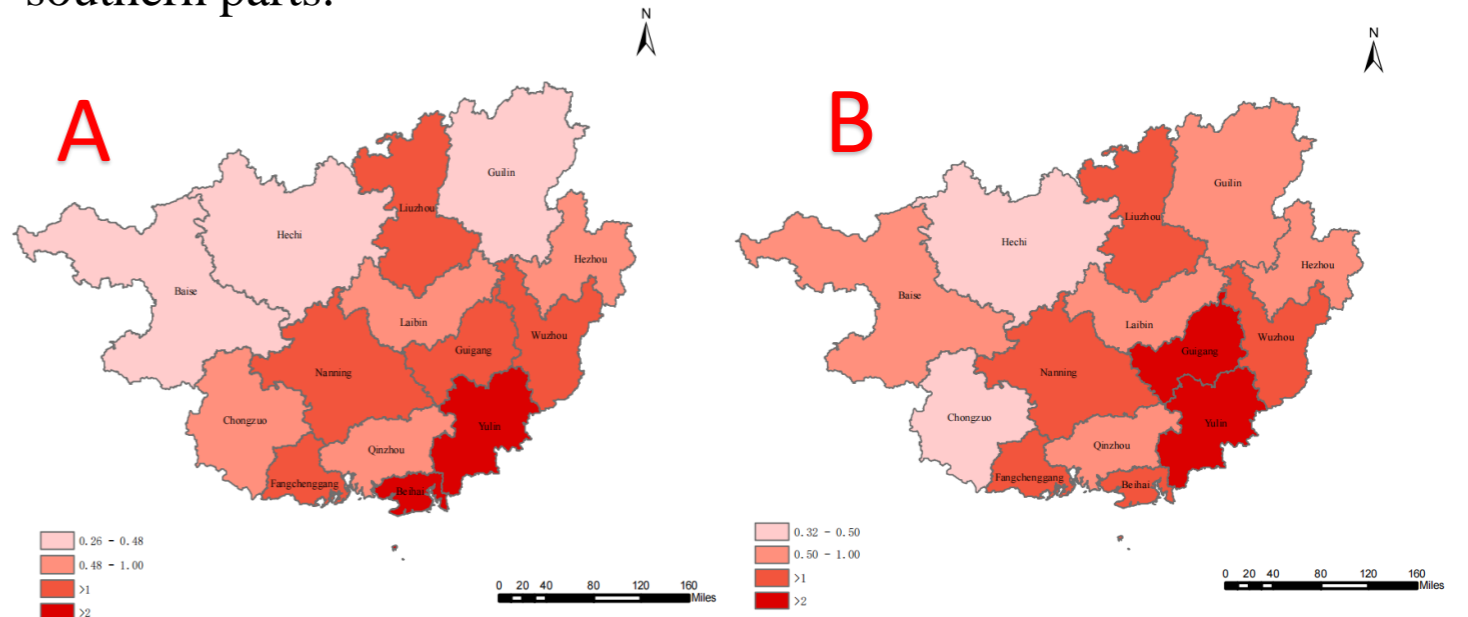 southern parts.
N
N
A
B
Guilin
Liuzhou
Hechi
Hezhou
Baise
Laibin
Wuzhou
Guigang
Nanning
Chongzuo
Yulin
Qinzhou
Fangchenggang
Beihai
0.26 - 0.48
0.48 - 1.00
>1
>2
0 20 40 80 120 160
Miles
Guilin
Liuzhou
Hechi
Hezhou
Baise
Laibin
Wuzhou
Guigang
Nanning
Chongzuo
Yulin
Qinzhou
Fangchenggang
Beihai
0.32 - 0.50
0.50 - 1.00
>1
>2
0 20 40 80 120 160
Miles